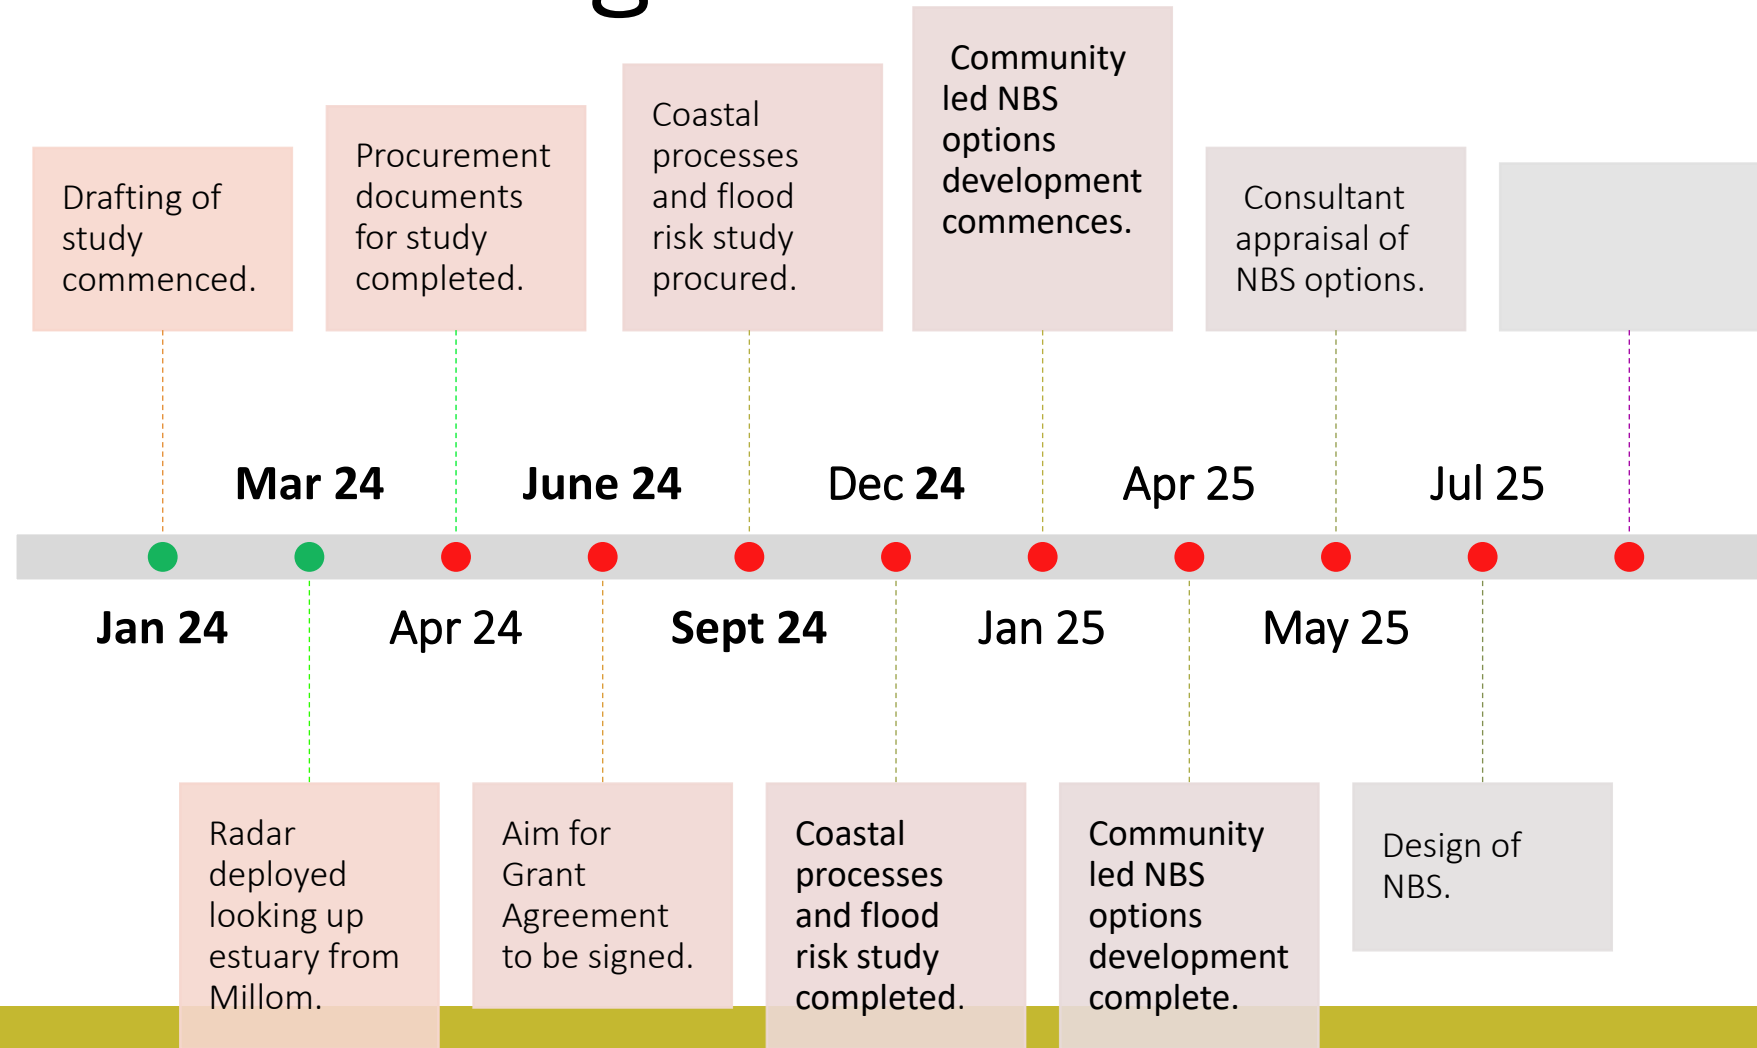 Drafting of
study
commenced.
Procurement
documents
for study
completed.
Coastal
processes
and flood
risk study
procured.
Community
led NBS
options
development
commences.
Consultant
appraisal of
NBS options.
Mar 24
June 24
Dec 24
Apr 25
Jul 25
Jan 24
Apr 24
Sept 24
Jan 25
May 25
Radar
deployed
looking up
estuary from
Millom.
Aim for
Grant
Agreement
to be signed.
Coastal
processes
and flood
risk study
completed.
Community
led NBS
options
development
complete.
Design of
NBS.